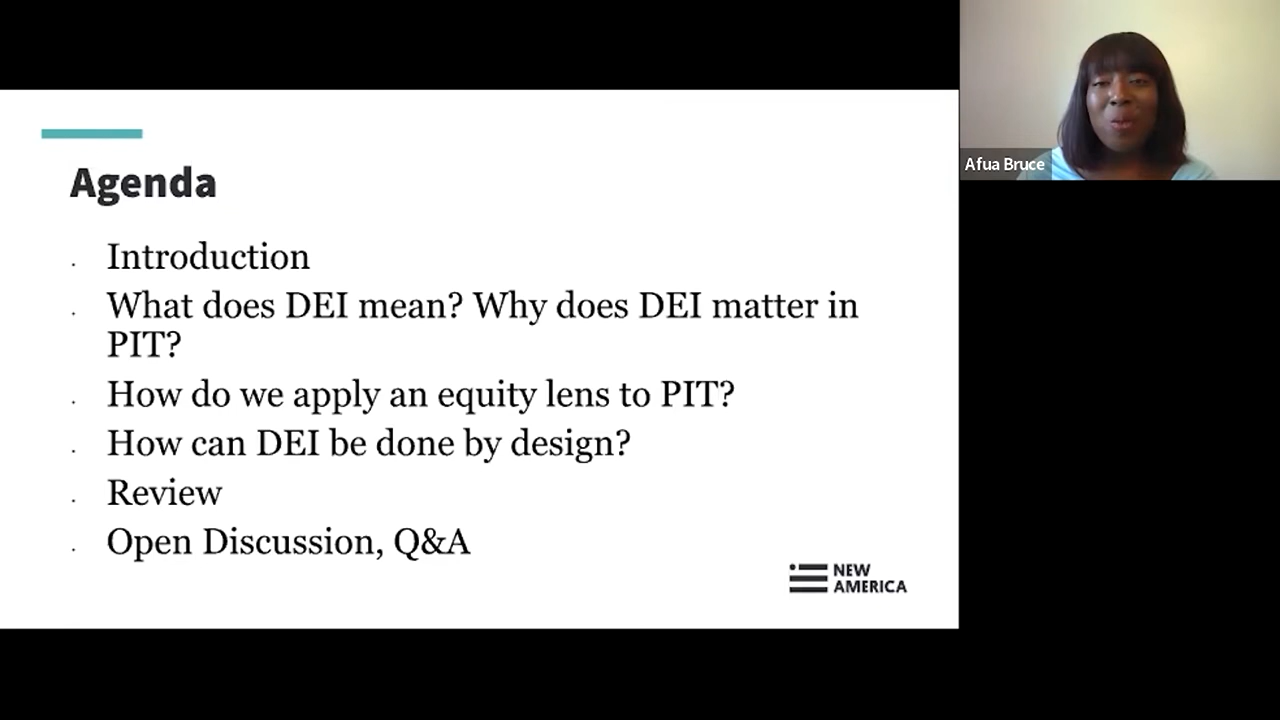 Agenda
Introduction
What does DEI mean? Why does DEI matter in
PIT?
How do we apply an equity lens to PIT?
How can DEI be done by design?
Review
Open Discussion, Q&A
NEW
AMERICA
Afua Bruce